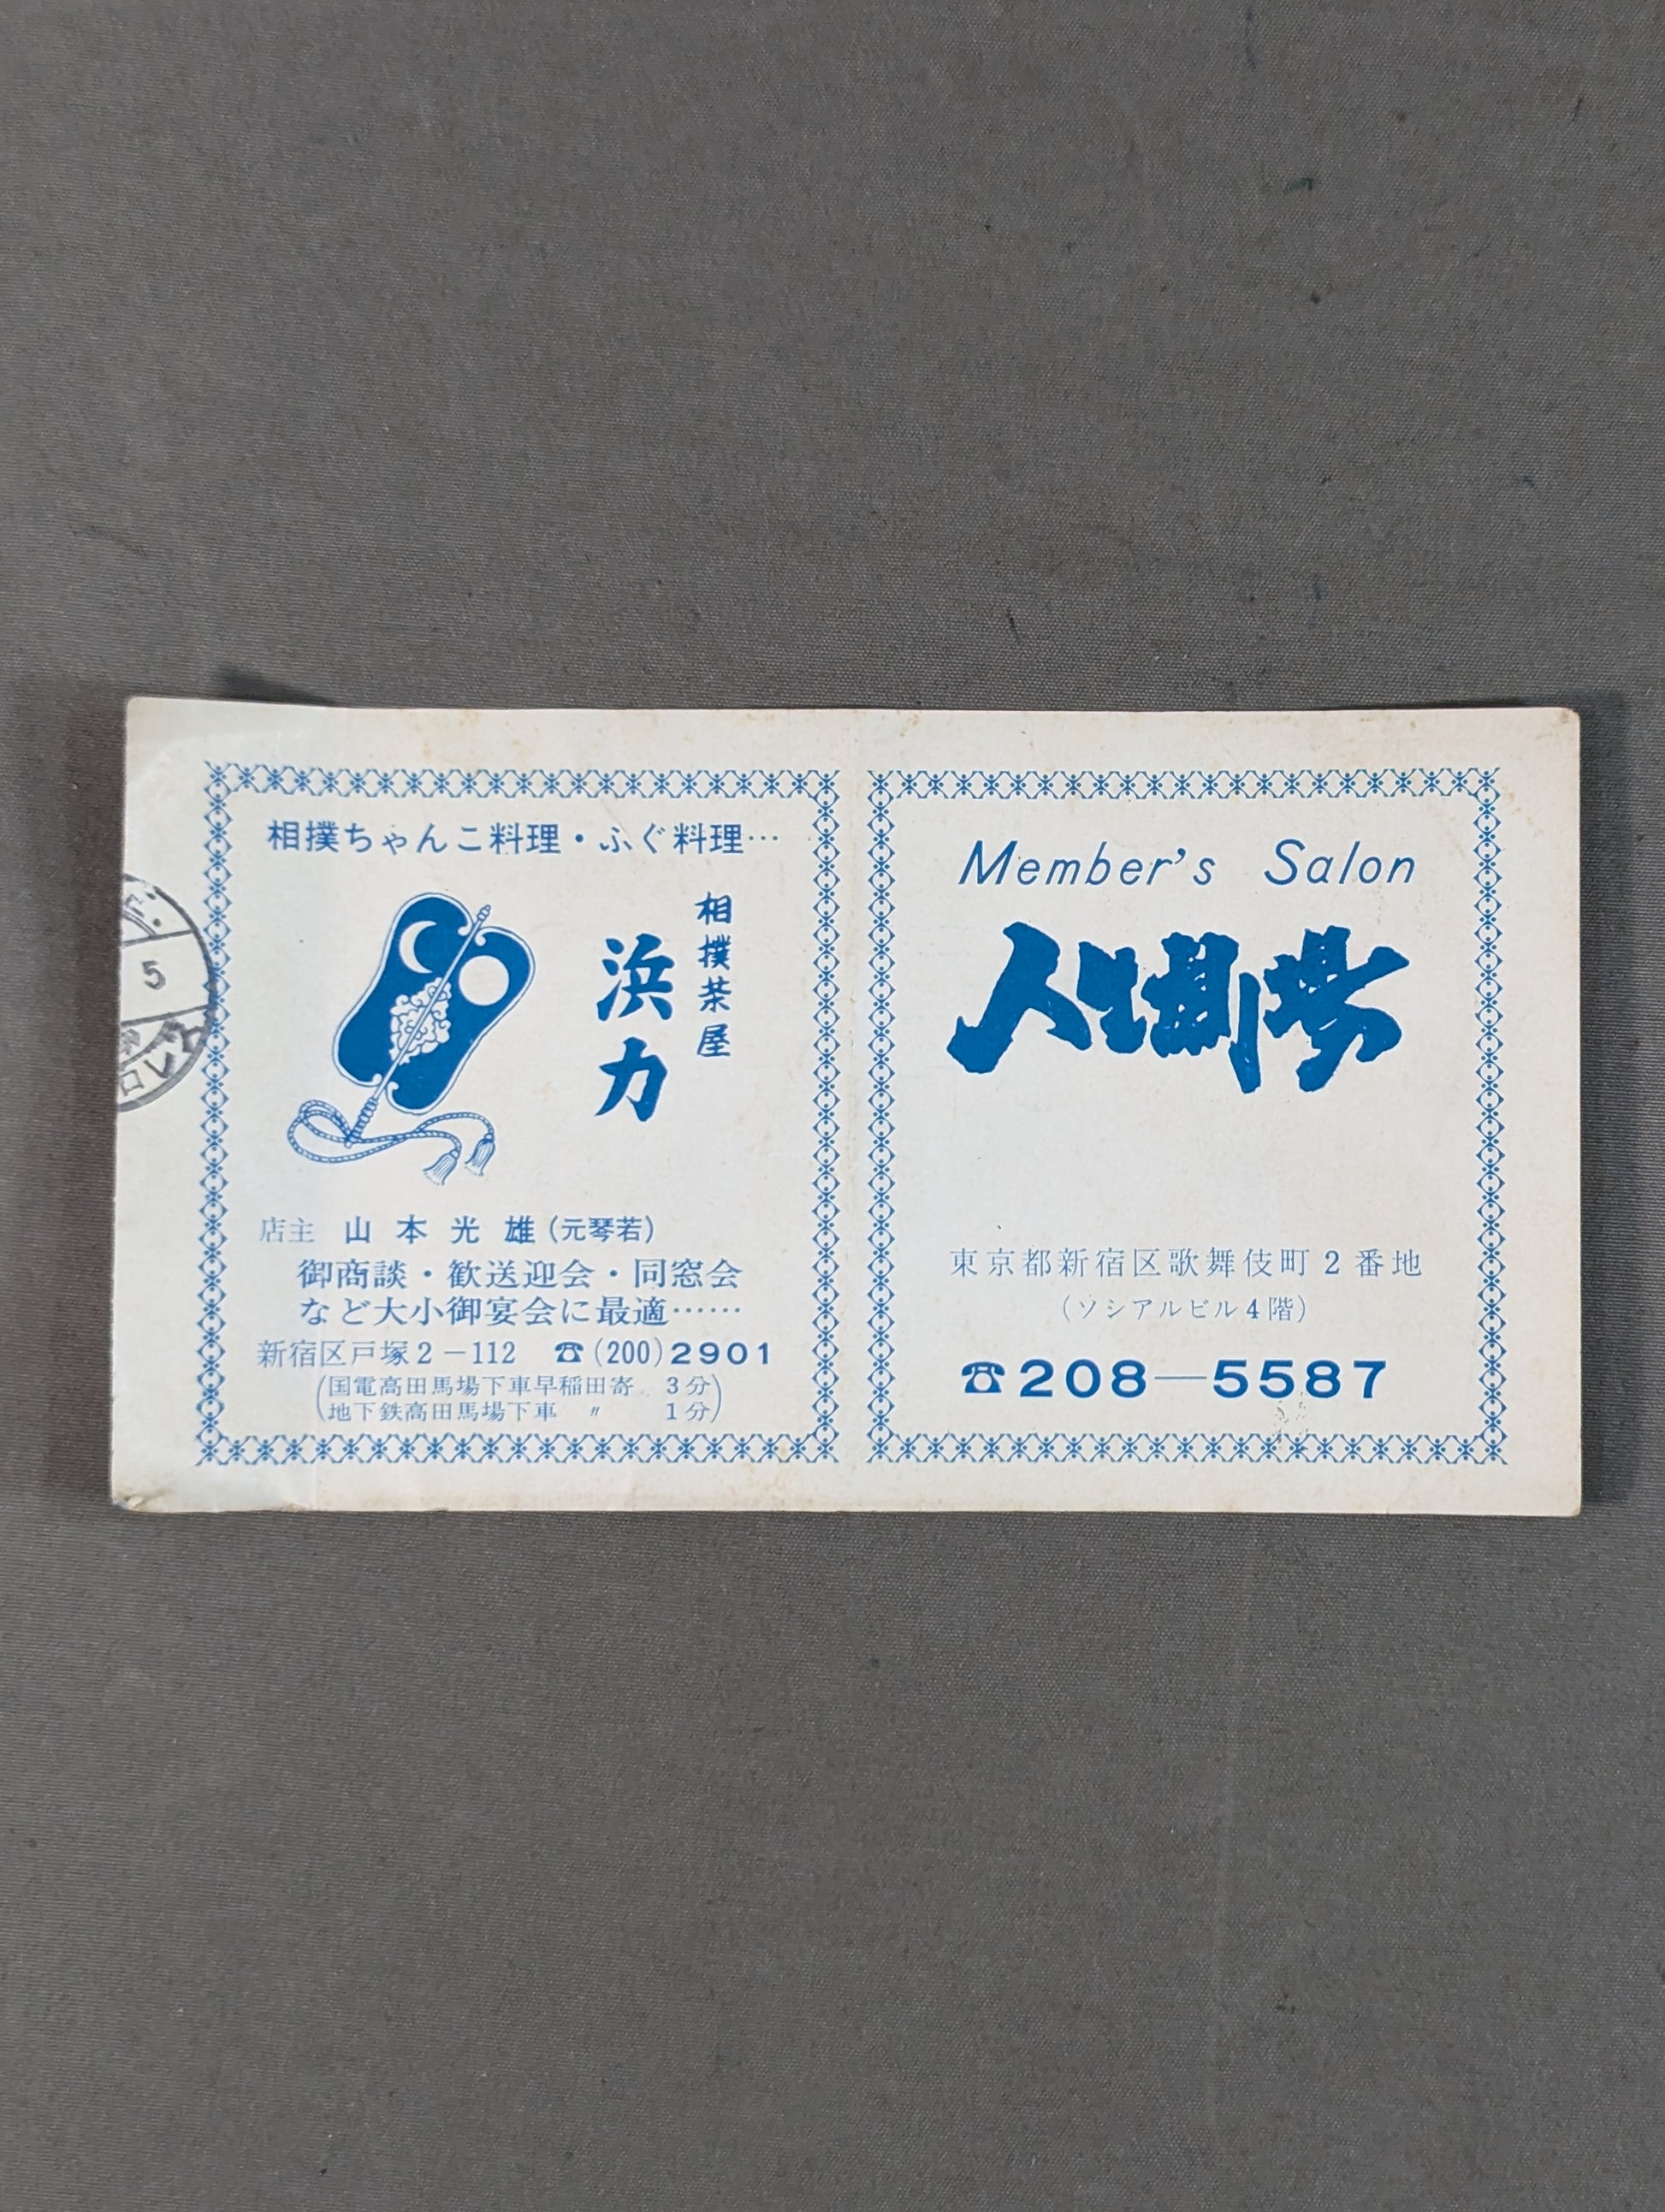 相撲ちゃんこ料理・ふぐ料理…
相撲茶屋
浜力
店主 山本光雄(元琴若)
御商談・歓送迎会・同窓会
など大小御宴会に最適……
新宿区戸塚2-112 ☎(200)2901
(国電高田馬場下車早稲田寄 3分)
(地下鉄高田馬場下車 〃 1分)
Member's Salon
人生劇場
東京都新宿区歌舞伎町2番地
(ソシアルビル4階)
☎208-5587
5